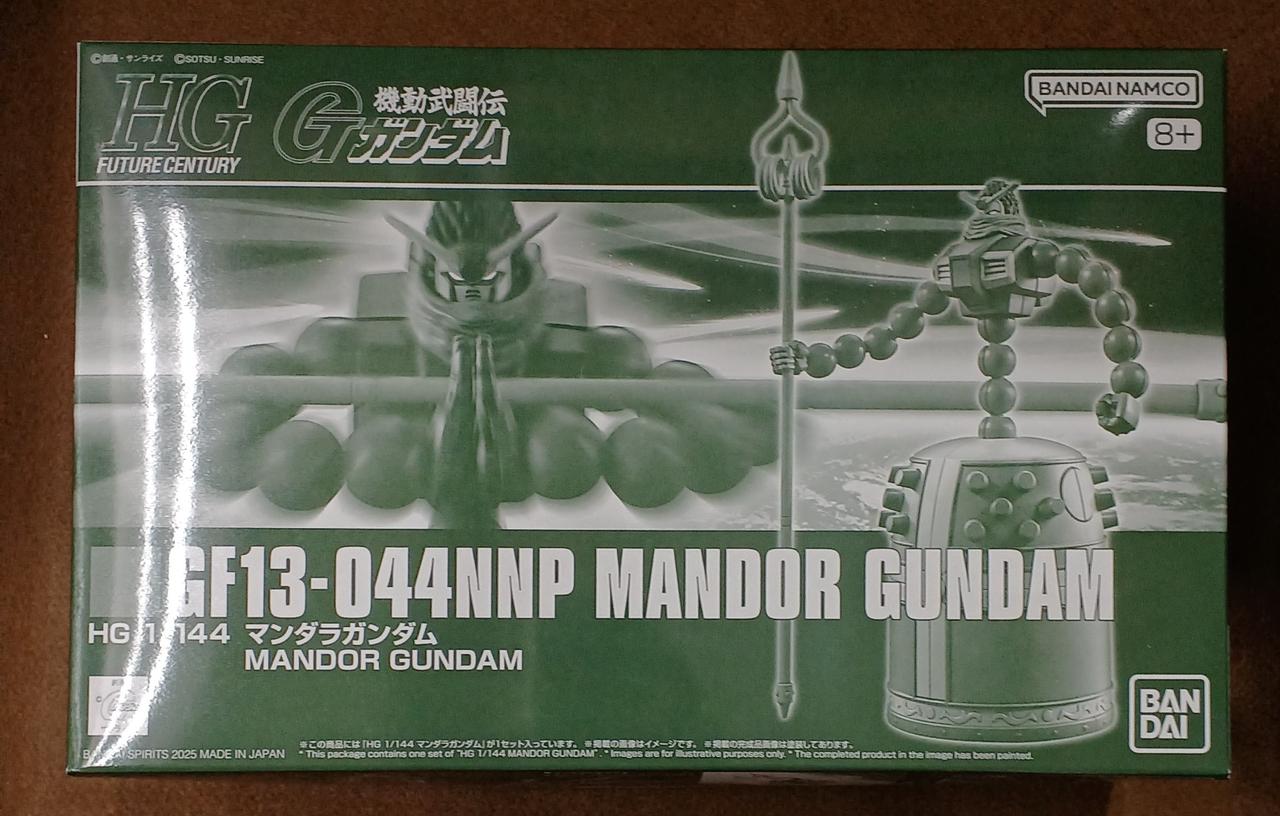 ©創通・サンライズ ©SOTSU・SUNRISE
HG
FUTURE CENTURY
機動武闘伝
Gガンダム
BANDAI NAMCO
8+
GF13-044NNP MANDOR GUNDAM
HG 1/144 マンダラガンダム
MANDOR GUNDAM
BANDAI SPIRITS 2025 MADE IN JAPAN
※この商品には「HG 1/144 マンダラガンダム」が1セット入っています。 ※掲載の画像はイメージです。 ※掲載の完成品画像は塗装してあります。
* This package contains one set of "HG 1/144 MANDOR GUNDAM". * Images are for illustrative purposes only. * The completed product in the image has been painted.
BAN
DAI